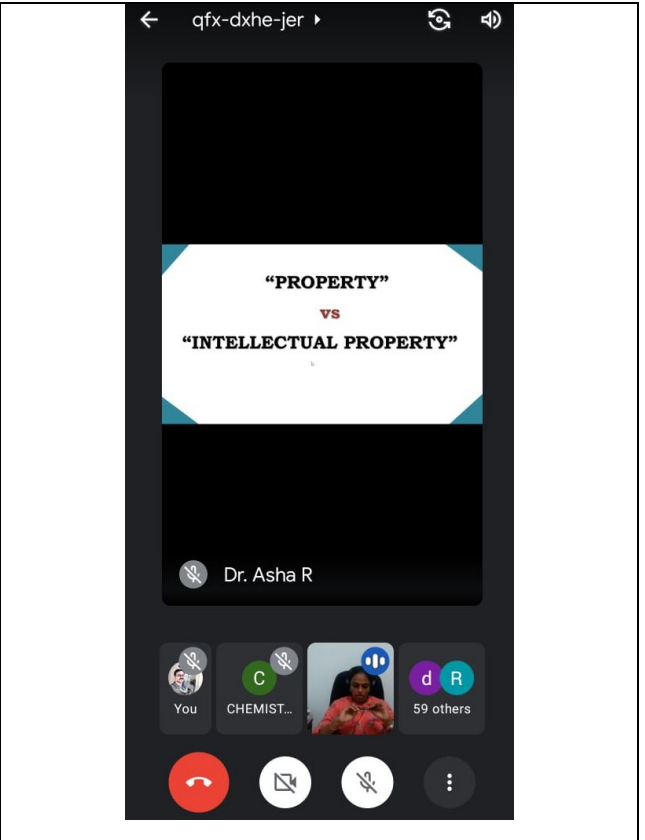 qfx-dxhe-jer
“PROPERTY”
VS
“INTELLECTUAL PROPERTY”
Dr. Asha R
C
d R
You
CHEMIST...
59 others